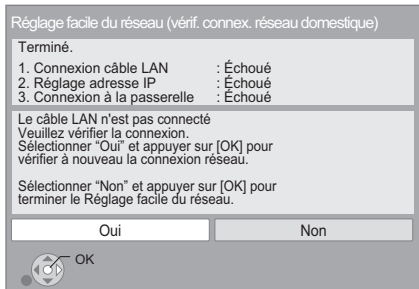 Réglage facile du réseau (vérif. connex. réseau domestique)
Terminé.
1. Connexion câble LAN : Échoué
2. Réglage adresse IP : Échoué
3. Connexion à la passerelle : Échoué
Le câble LAN n'est pas connecté
Veuillez vérifier la connexion.
Sélectionner “Oui” et appuyer sur [OK] pour
vérifier à nouveau la connexion réseau.
Sélectionner “Non” et appuyer sur [OK] pour
terminer le Réglage facile du réseau.
Oui Non
OK